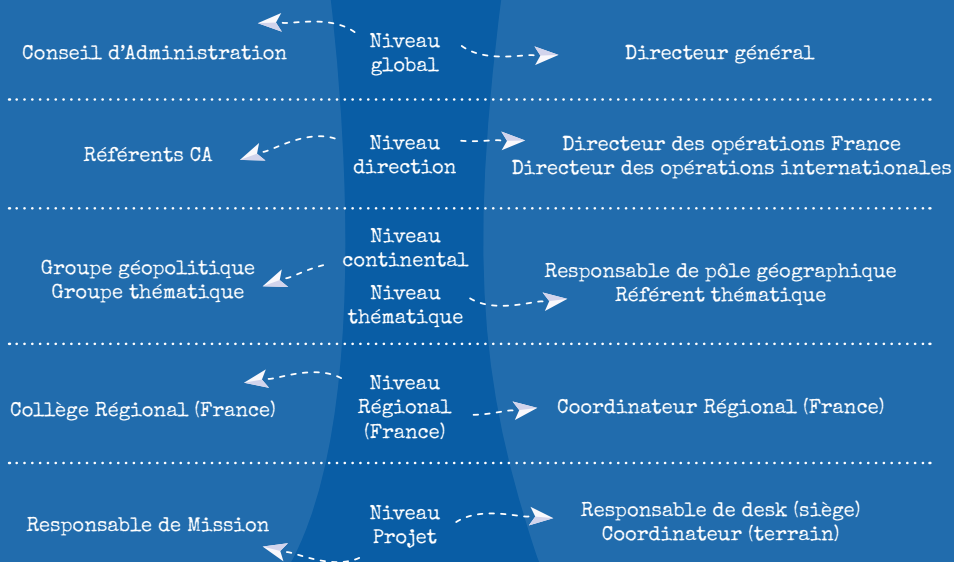 Conseil d'Administration
Niveau
global
Directeur général
Référents CA
Niveau
direction
Directeur des opérations France
Directeur des opérations internationales
Groupe géopolitique
Groupe thématique
Niveau
continental
Niveau
thématique
Responsable de pôle géographique
Référent thématique
Collège Régional (France)
Niveau
Régional
(France)
Coordinateur Régional (France)
Responsable de Mission
Niveau
Projet
Responsable de desk (siège)
Coordinateur (terrain)